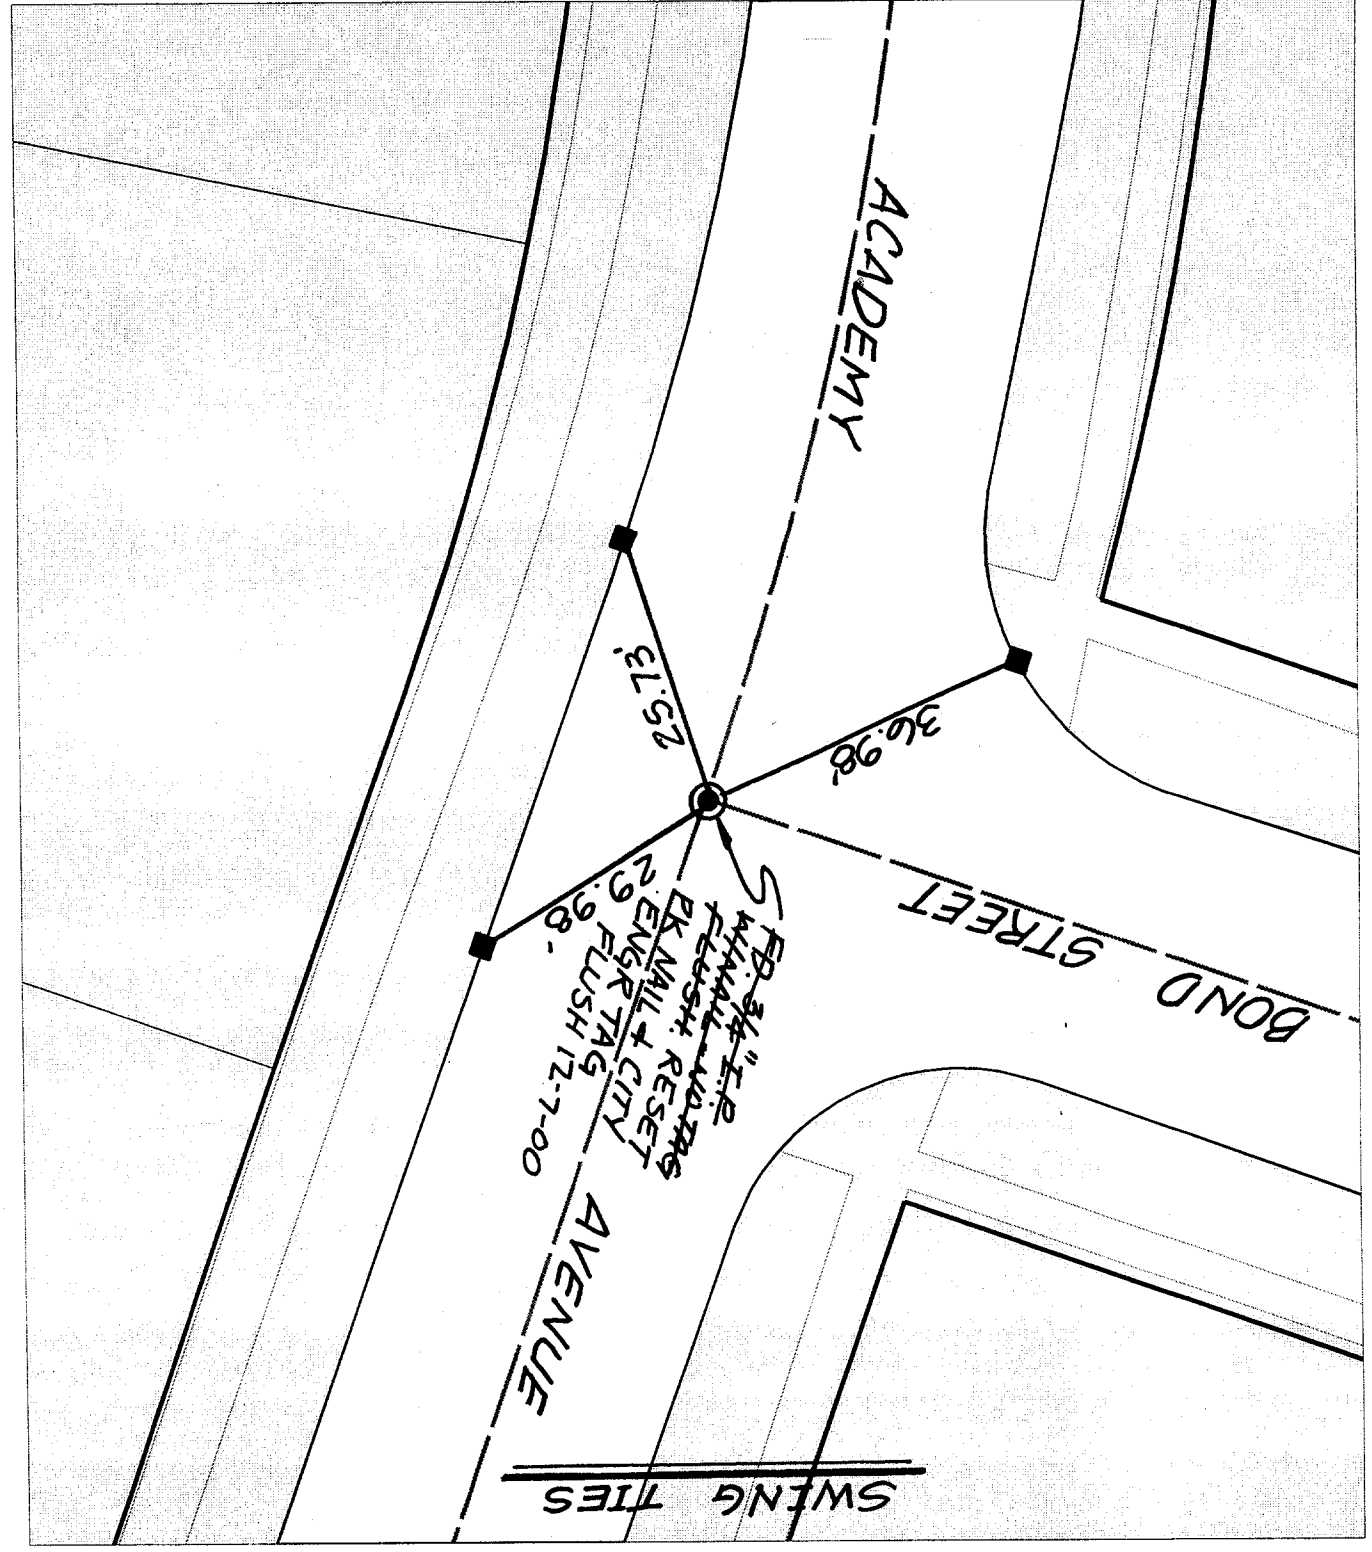 SWING TIES
ACADEMY
AVENUE
BOND STREET
25.73'
36.98'
29.98'
FD. 3/4" I.P.
W/NAIL - NO TAG
FLUSH. RESET
PK NAIL + CITY
ENGR TAG
FLUSH 12-7-00